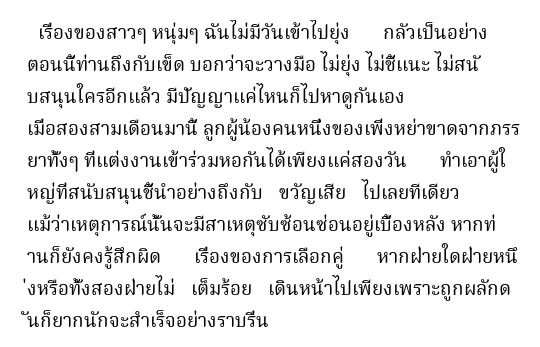 เรื่องของสาวๆ หนุ่มๆ ฉันไม่มีวันเข้าไปยุ่ง กลัวเป็นอย่าง
ตอนนี้ท่านถึงกับเข็ด บอกว่าจะวางมือ ไม่ยุ่ง ไม่ชี้แนะ ไม่สนั
บสนุนใครอีกแล้ว มีปัญญาแค่ไหนก็ไปหาดูกันเอง
เมื่อสองสามเดือนมานี้ ลูกผู้น้องคนหนึ่งของเพิ่งหย่าขาดจากภรร
ยาทั้งๆ ที่แต่งงานเข้าร่วมหอกันได้เพียงแค่สองวัน ทำเอาผู้ใ
หญ่ที่สนับสนุนชี้นำอย่างถึงกับ ขวัญเสีย ไปเลยทีเดียว
แม้ว่าเหตุการณ์นั้นจะมีสาเหตุซับซ้อนซ่อนอยู่เบื้องหลัง หากท่
านก็ยังคงรู้สึกผิด เรื่องของการเลือกคู่ หากฝ่ายใดฝ่ายหนึ
่งหรือทั้งสองฝ่ายไม่ เต็มร้อย เดินหน้าไปเพียงเพราะถูกผลักด
ันก็ยากนักจะสำเร็จอย่างราบรื่น